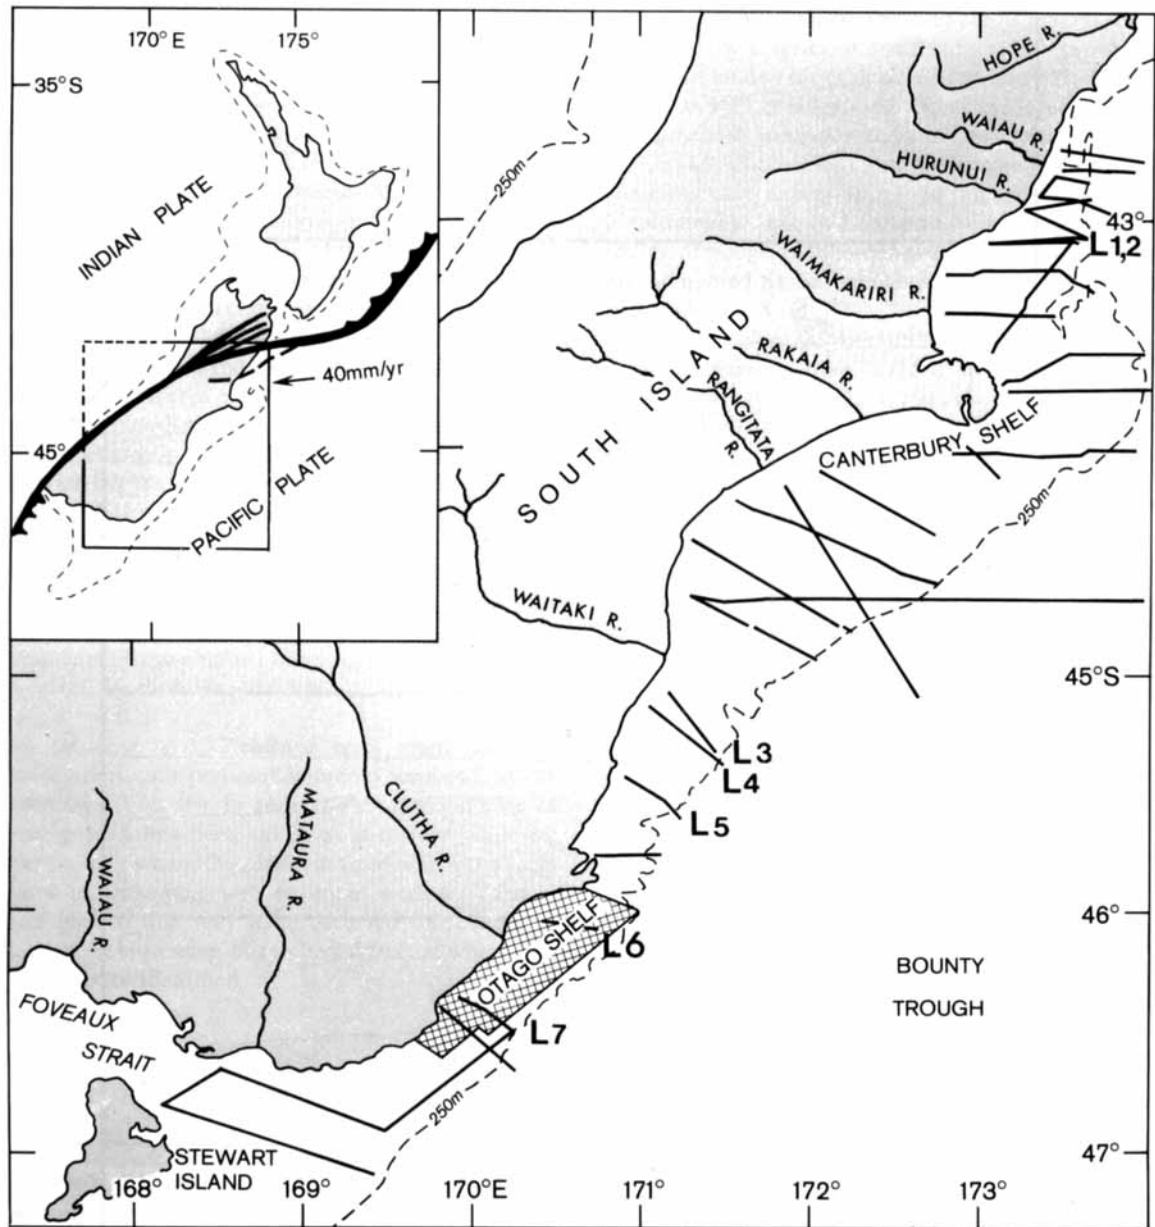 170° E 175°
35°S
INDIAN PLATE
40mm/yr
45°
PACIFIC PLATE
250m
HOPE R.
WAIAU R.
HURUNUI R.
43°
L1,2
WAIMAKARIRI R.
SOUTH ISLAND
RAKAIA R.
RANGITATA R.
CANTERBURY SHELF
250m
WAITAKI R.
45°S
L3
L4
L5
CLUTHA R.
MATAURA R.
WAIAU R.
OTAGO SHELF
46°
L6
BOUNTY
TROUGH
FOVEAUX
STRAIT
L7
250m
47°
STEWART
ISLAND
168° 169° 170°E 171° 172° 173°